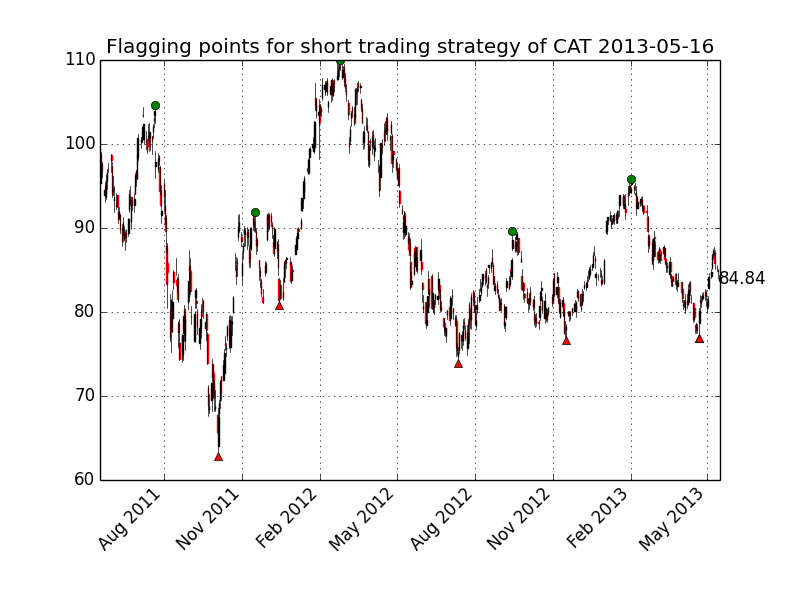 Flagging points for short trading strategy of CAT 2013-05-16
110
100
90
80
70
60
84.84
Aug 2011
Nov 2011
Feb 2012
May 2012
Aug 2012
Nov 2012
Feb 2013
May 2013